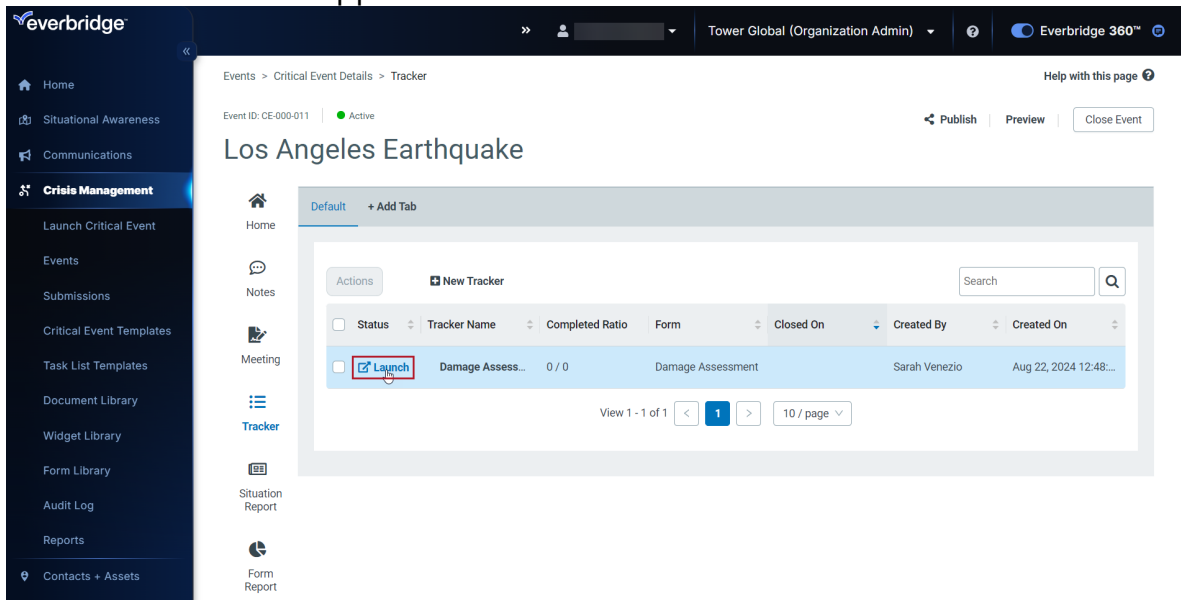 everbridge
«
»
Tower Global (Organization Admin)
Everbridge 360™
Home
Situational Awareness
Communications
Crisis Management
Launch Critical Event
Events
Submissions
Critical Event Templates
Task List Templates
Document Library
Widget Library
Form Library
Audit Log
Reports
Contacts + Assets
Events > Critical Event Details > Tracker
Help with this page ?
Event ID: CE-000-011
Active
Publish
Preview
Close Event
Los Angeles Earthquake
Home
Notes
Meeting
Tracker
Situation
Report
Form
Report
Default + Add Tab
Actions
New Tracker
Search
Status Tracker Name Completed Ratio Form Closed On Created By Created On
Launch Damage Assess... 0 / 0 Damage Assessment Sarah Venezio Aug 22, 2024 12:48:...
View 1 - 1 of 1 < 1 > 10 / page